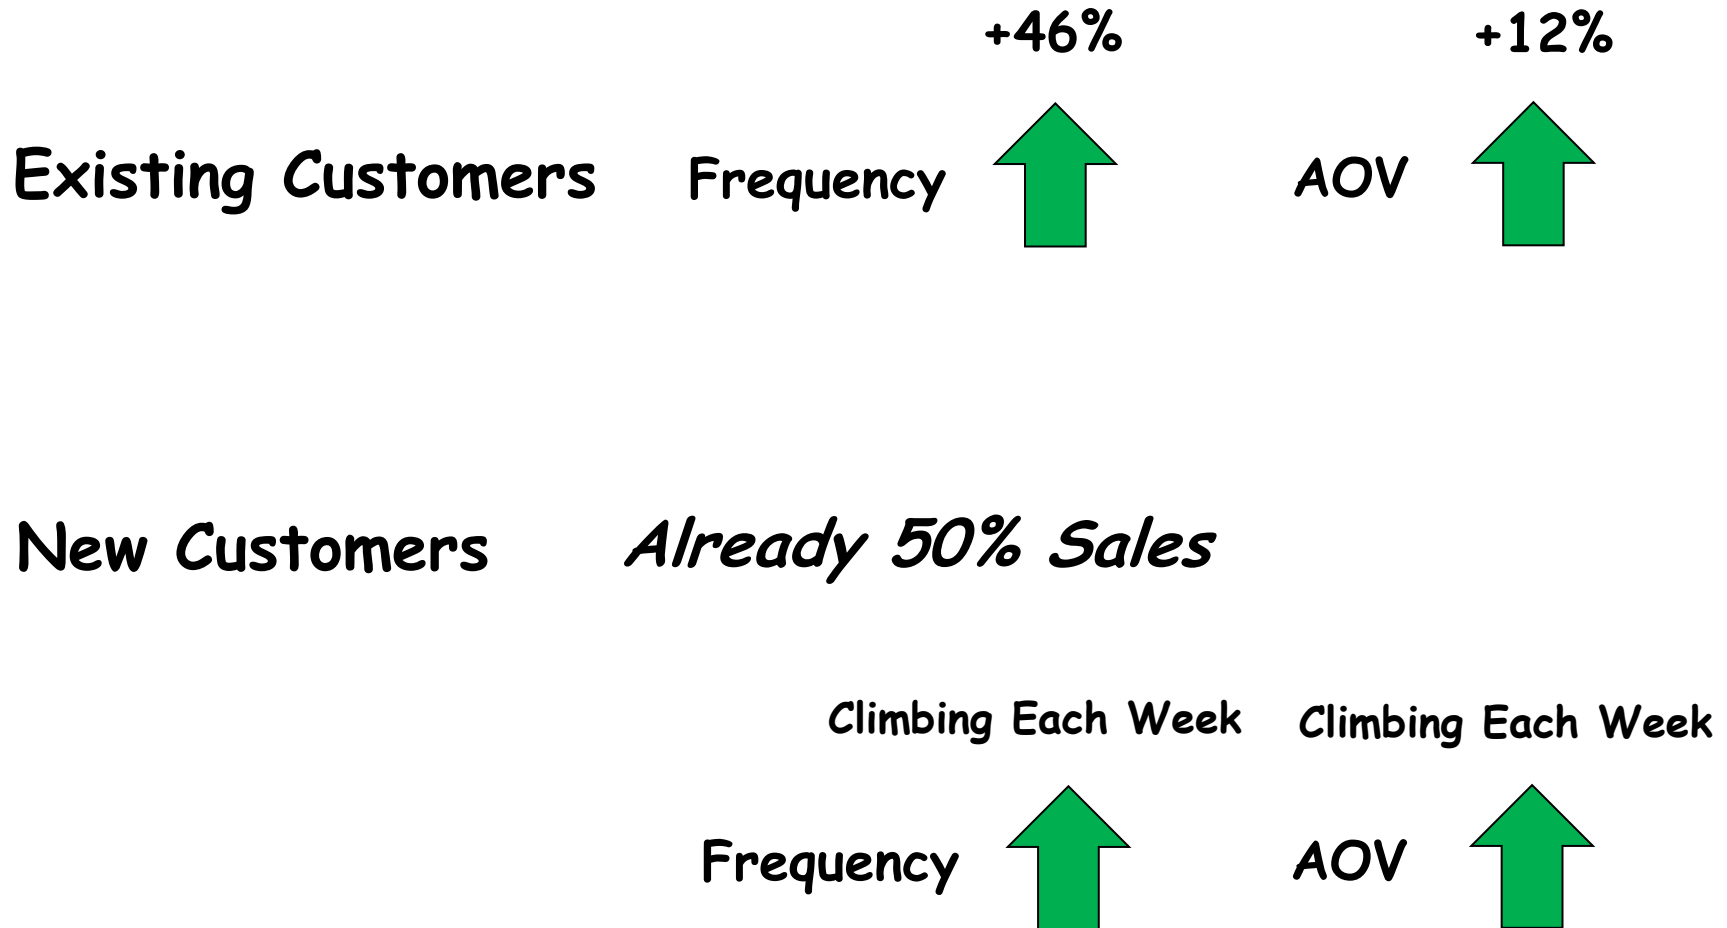 +46% +12%
Existing Customers Frequency AOV
New Customers Already 50% Sales
Climbing Each Week Climbing Each Week
Frequency AOV